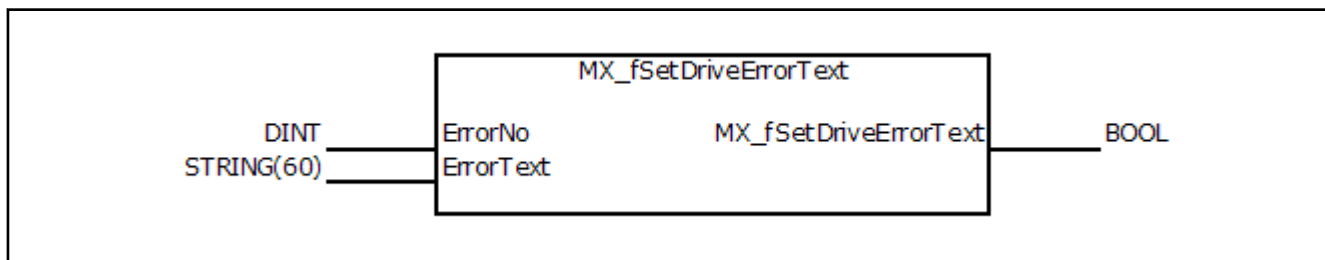 MX_fSetDriveErrorText
DINT ErrorNo MX_fSetDriveErrorText BOOL
STRING(60) ErrorText